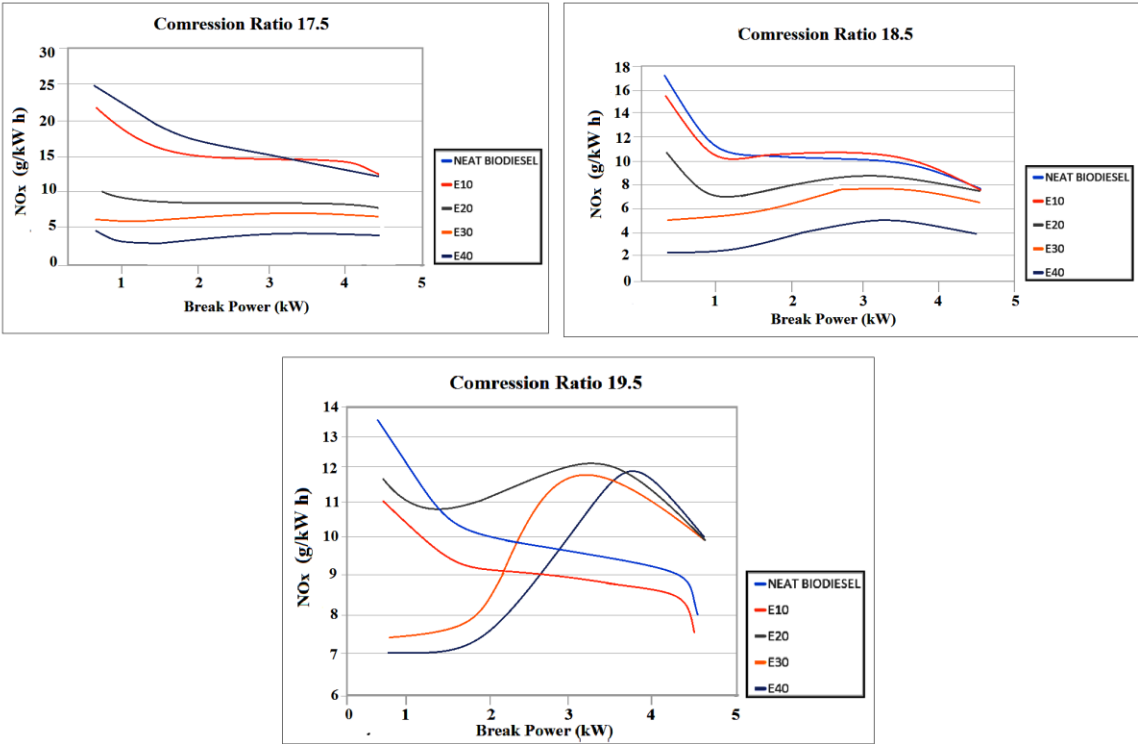 Comression Ratio 17.5
NOx (g/kW h)
30
25
20
15
10
5
0
1 2 3 4 5
Break Power (kW)
NEAT BIODIESEL
E10
E20
E30
E40
Comression Ratio 18.5
NOx (g/kW h)
18
16
14
12
10
8
6
4
2
0
1 2 3 4 5
Break Power (kW)
NEAT BIODIESEL
E10
E20
E30
E40
Comression Ratio 19.5
NOx (g/kW h)
14
13
12
11
10
9
8
7
6
0 1 2 3 4 5
Break Power (kW)
NEAT BIODIESEL
E10
E20
E30
E40